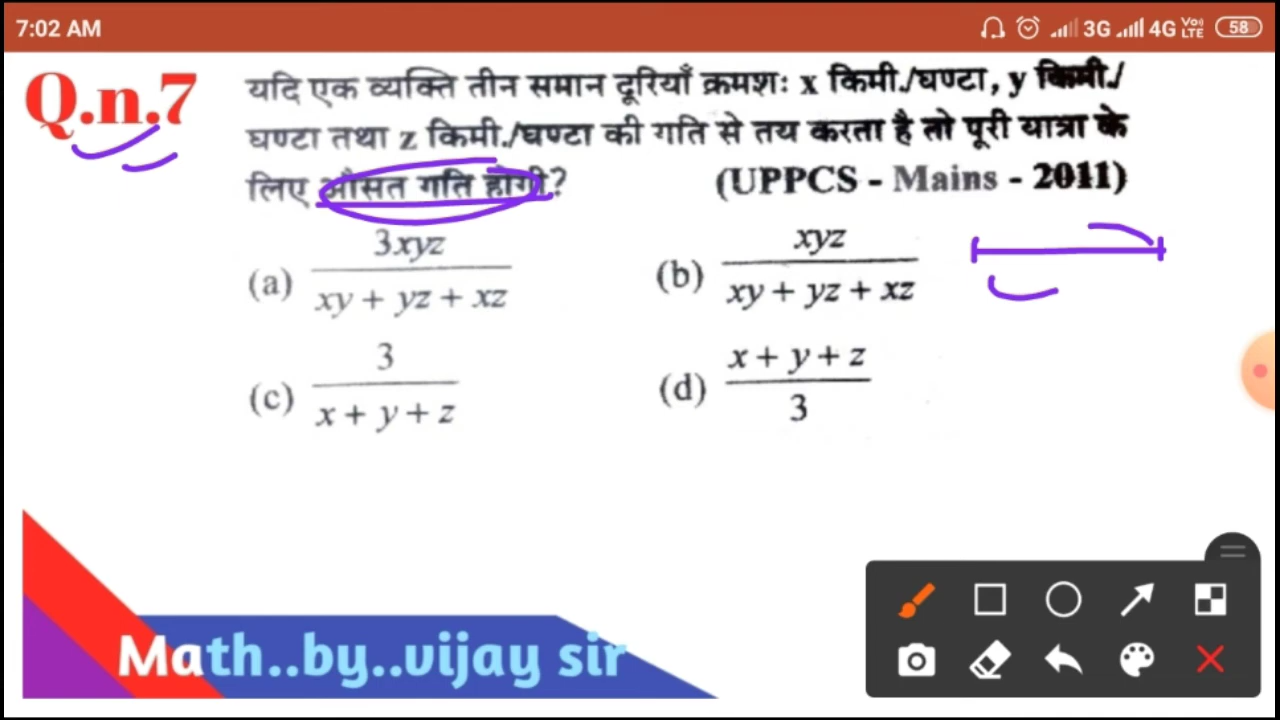 7:02 AM
3G 4G Vo) LTE 58
Q.n.7
यदि एक व्यक्ति तीन समान दूरियाँ क्रमशः x किमी./घण्टा, y किमी./
घण्टा तथा z किमी./घण्टा की गति से तय करता है तो पूरी यात्रा के
लिए औसत गति होगी? (UPPCS - Mains - 2011)
(a) 3xyz / xy + yz + xz
(b) xyz / xy + yz + xz
(c) 3 / x + y + z
(d) x + y + z / 3
Math..by..vijay sir